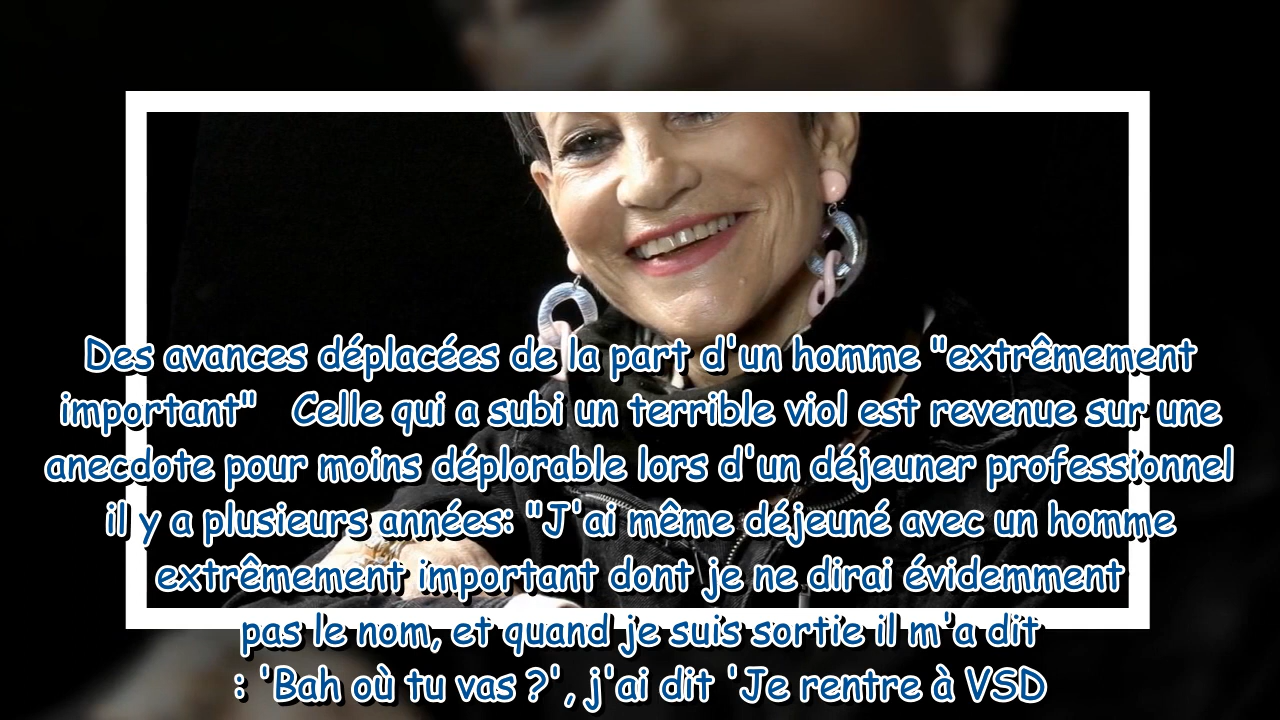 Des avances déplacées de la part d'un homme "extrêmement
important"   Celle qui a subi un terrible viol est revenue sur une
anecdote pour moins déplorable lors d'un déjeuner professionnel
il y a plusieurs années: "J'ai même déjeuné avec un homme
extrêmement important dont je ne dirai évidemment
pas le nom, et quand je suis sortie il m'a dit
: 'Bah où tu vas ?', j'ai dit 'Je rentre à VSD